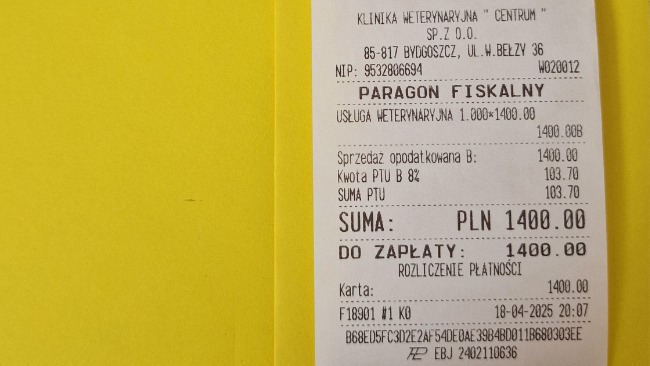 KLINIKA WETERYNARYJNA " CENTRUM "
SP.Z O.O.
85-817 BYDGOSZCZ, UL.W.BEŁZY 36
NIP: 9532806694 W020012
PARAGON FISKALNY
USŁUGA WETERYNARYJNA 1.000*1400.00
1400.00B
Sprzedaż opodatkowana B: 1400.00
Kwota PTU B 8% 103.70
SUMA PTU 103.70
SUMA: PLN 1400.00
DO ZAPŁATY: 1400.00
ROZLICZENIE PŁATNOŚCI
Karta: 1400.00
F18901 #1 KO 18-04-2025 20:07
B68ED5FC3D2E2AF54DE0AE39B4BD011B680303EE
EBJ 2402110636